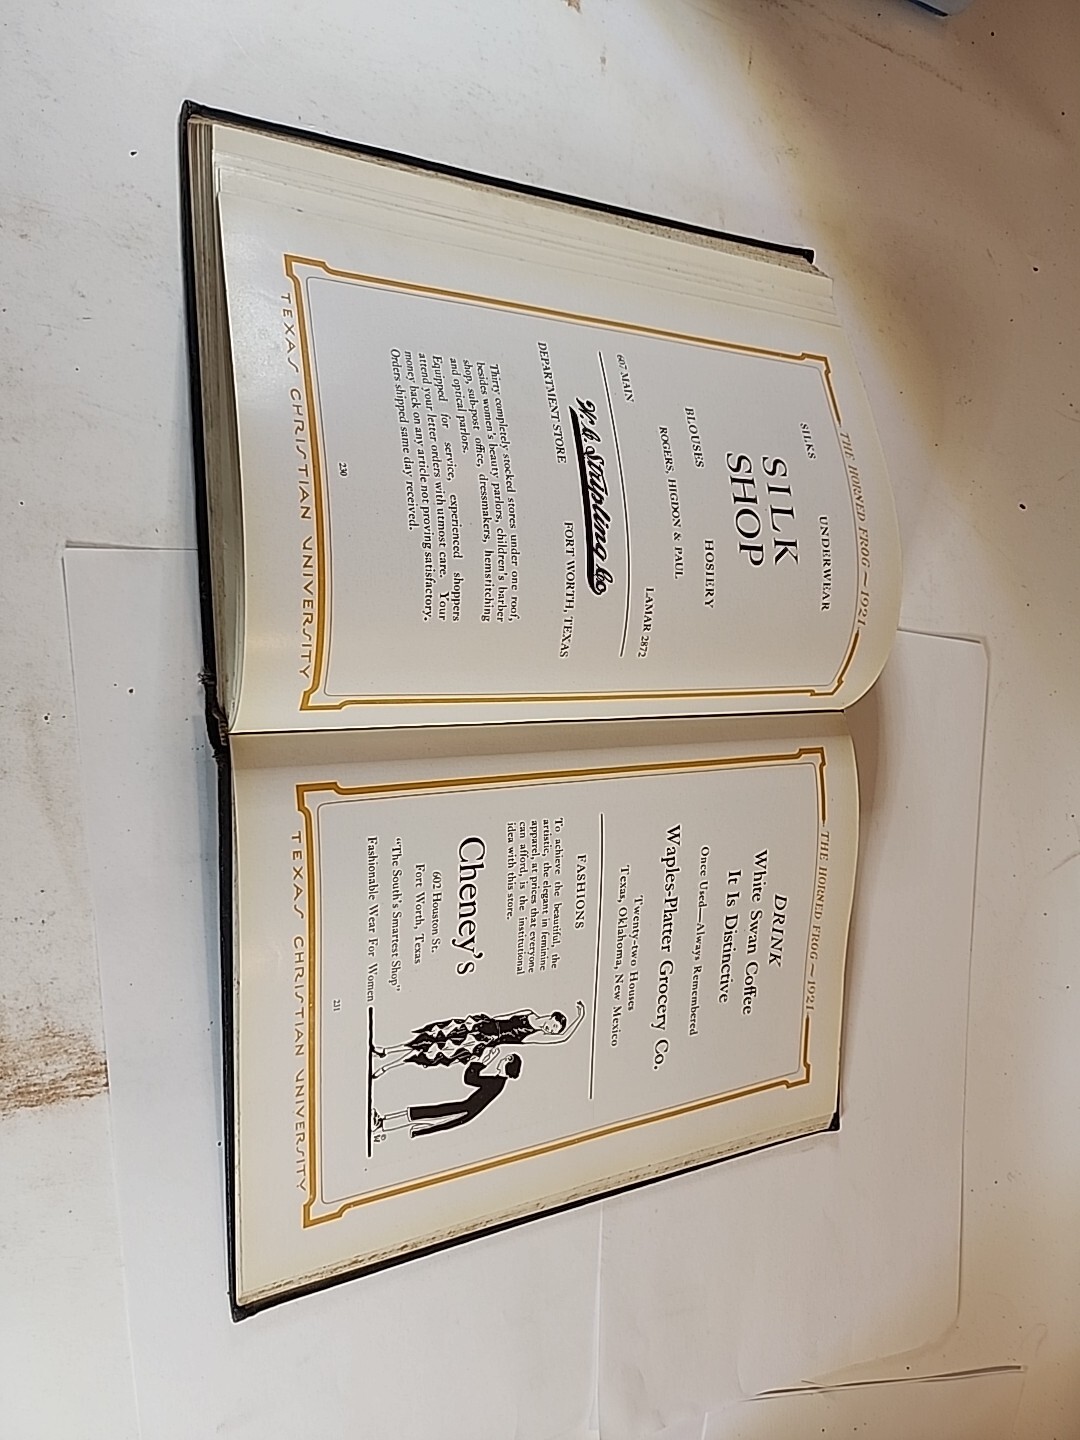 THE HORNED FROG ~ 1921
SILKS UNDERWEAR
SILK
SHOP
BLOUSES HOSIERY
ROGERS, HIGDON & PAUL
607 MAIN LAMAR 2872
W. C. Stripling Co
DEPARTMENT STORE FORT WORTH, TEXAS
Thirty completely stocked stores under one roof,
besides women's beauty parlors, children's barber
shop, sub-post office, dressmakers, hemstitching
and optical parlors.
Equipped for service, experienced shoppers
attend your letter orders with utmost care. Your
money back on any article not proving satisfactory.
Orders shipped same day received.
230
TEXAS CHRISTIAN UNIVERSITY
THE HORNED FROG ~ 1921
DRINK
White Swan Coffee
It Is Distinctive
Once Used—Always Remembered
Waples-Platter Grocery Co.
Twenty-two Houses
Texas, Oklahoma, New Mexico
FASHIONS
To achieve the beautiful, the
artistic, the elegant in feminine
apparel, at prices that everyone
can afford, is the institutional
idea with this store.
Cheney's
602 Houston St.
Fort Worth, Texas
"The South's Smartest Shop"
Fashionable Wear For Women
©
W
211
TEXAS CHRISTIAN UNIVERSITY